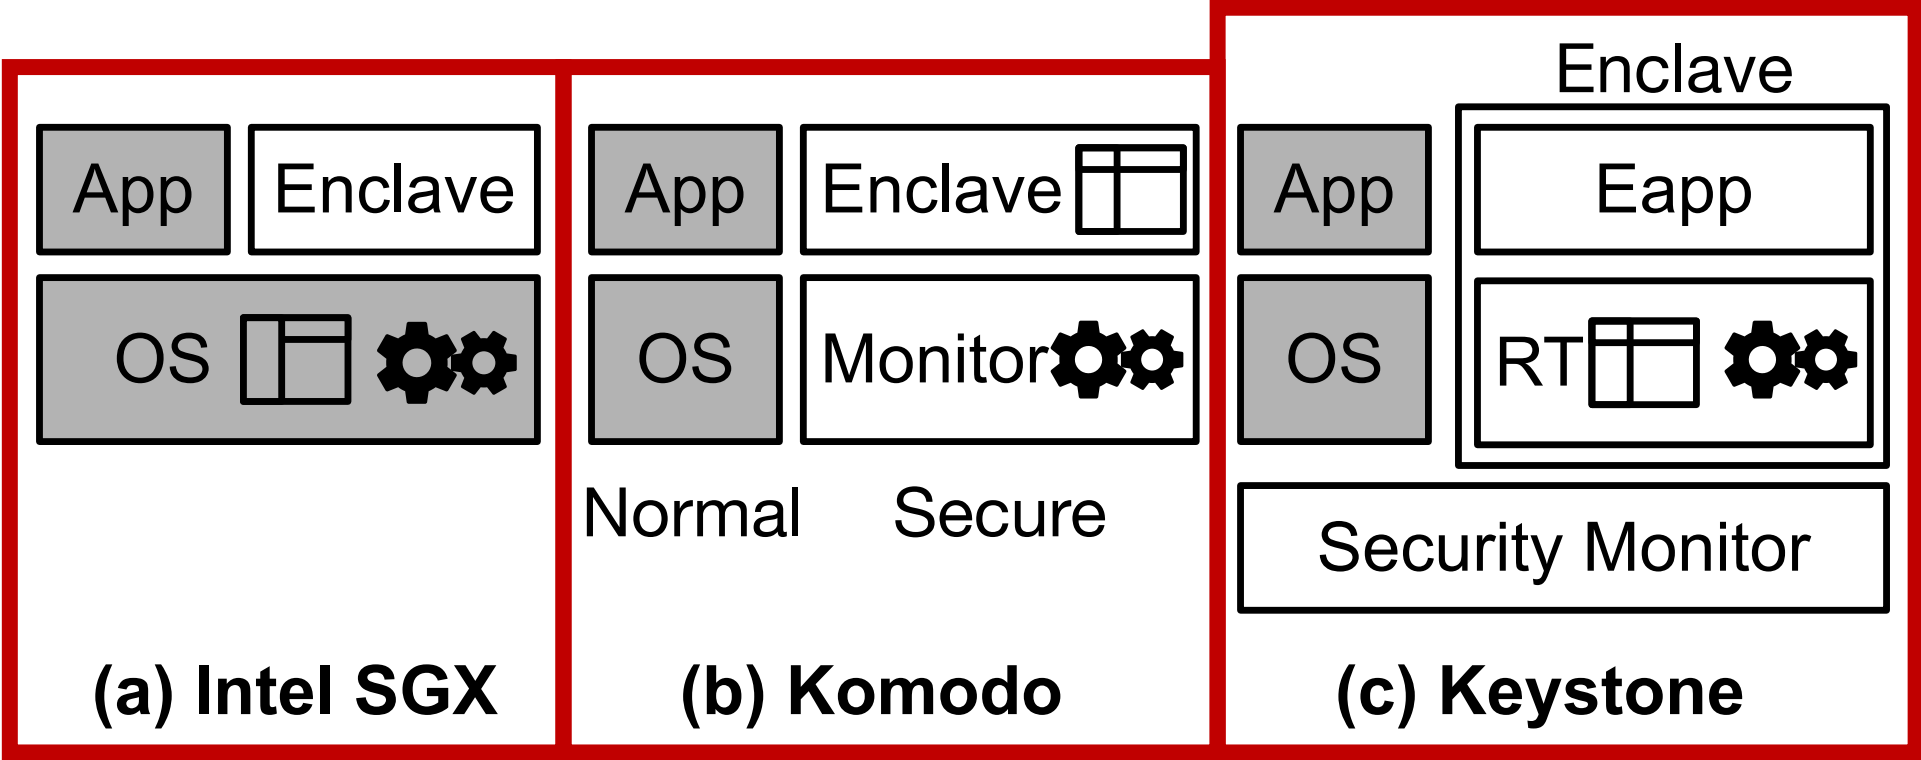 App
Enclave
OS
(a) Intel SGX
App
Enclave
OS
Monitor
Normal
Secure
(b) Komodo
Enclave
App
Eapp
OS
RT
Security Monitor
(c) Keystone